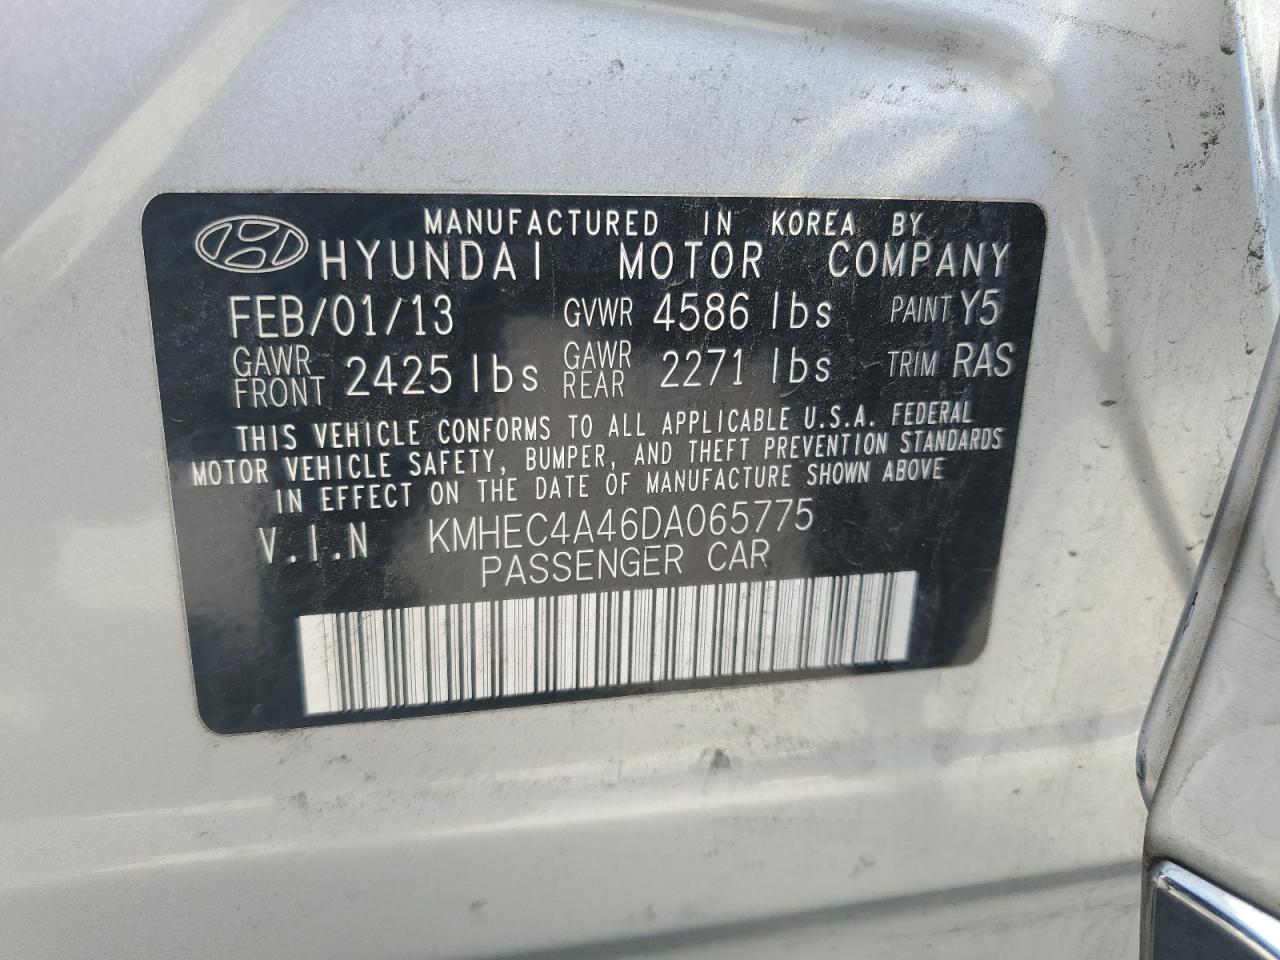 MANUFACTURED IN KOREA BY
HYUNDAI MOTOR COMPANY
FEB/01/13 GVWR 4586 lbs PAINT Y5
GAWR FRONT 2425 lbs GAWR REAR 2271 lbs TRIM RAS
THIS VEHICLE CONFORMS TO ALL APPLICABLE U.S.A. FEDERAL
MOTOR VEHICLE SAFETY, BUMPER, AND THEFT PREVENTION STANDARDS
IN EFFECT ON THE DATE OF MANUFACTURE SHOWN ABOVE
V.I.N KMHEC4A46DA065775
PASSENGER CAR